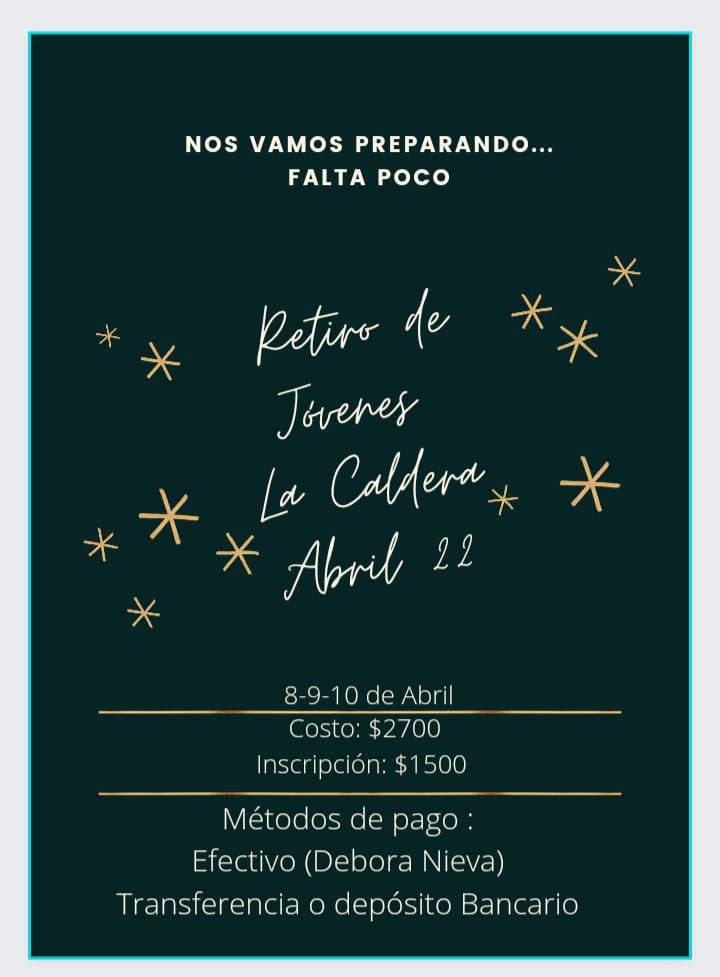 NOS VAMOS PREPARANDO...
FALTA POCO
Retiro de
Jóvenes
La Caldera
Abril 22
8-9-10 de Abril
Costo: $2700
Inscripción: $1500
Métodos de pago :
Efectivo (Debora Nieva)
Transferencia o depósito Bancario